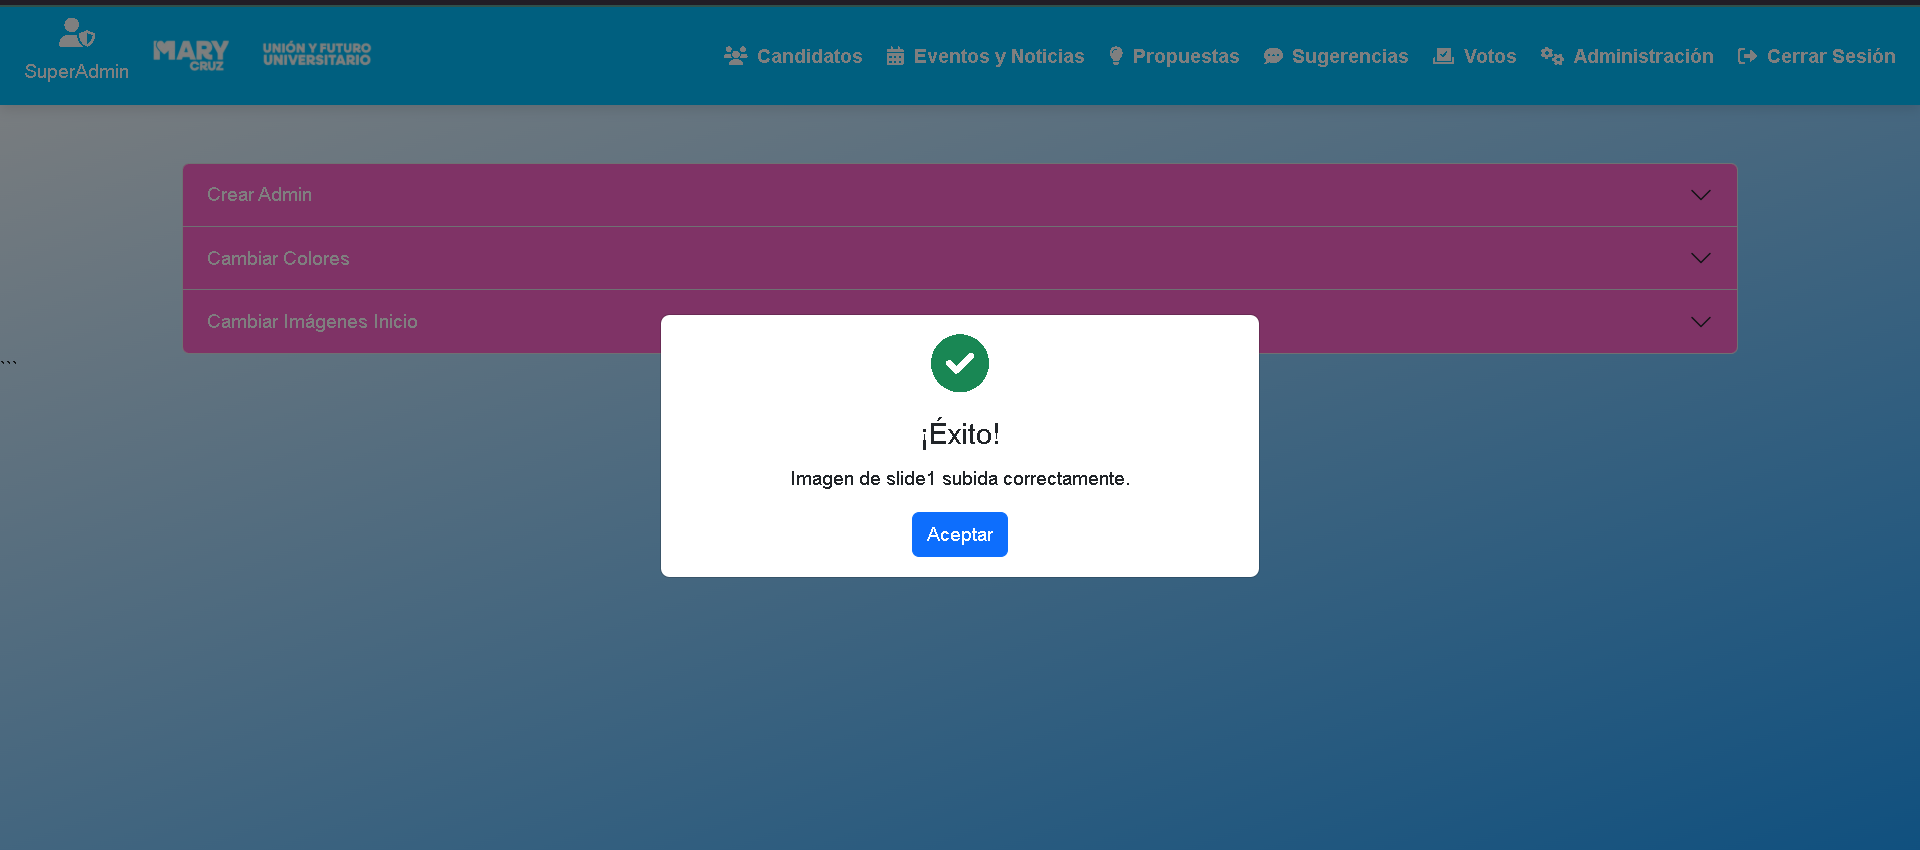 SuperAdmin
MARY
CRUZ
UNIÓN Y FUTURO
UNIVERSITARIO
Candidatos
Eventos y Noticias
Propuestas
Sugerencias
Votos
Administración
Cerrar Sesión
Crear Admin
Cambiar Colores
Cambiar Imágenes Inicio
```
¡Éxito!
Imagen de slide1 subida correctamente.
Aceptar